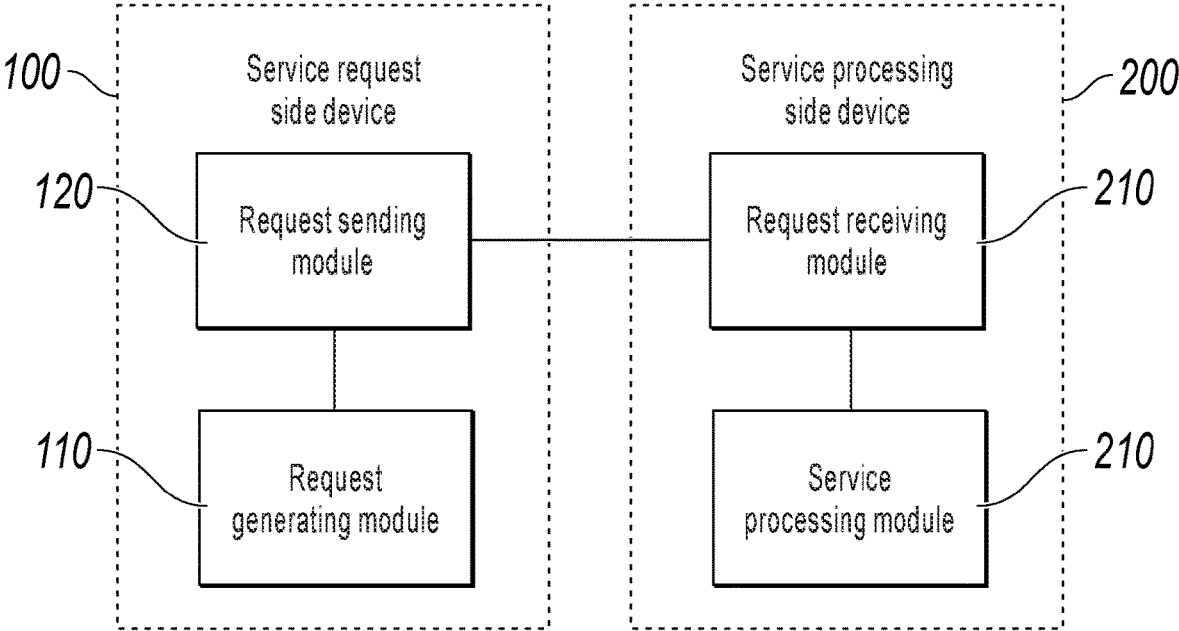 100
Service request
side device
120
Request sending
module
110
Request
generating module
Service processing
side device
200
Request receiving
module
210
Service
processing module
210